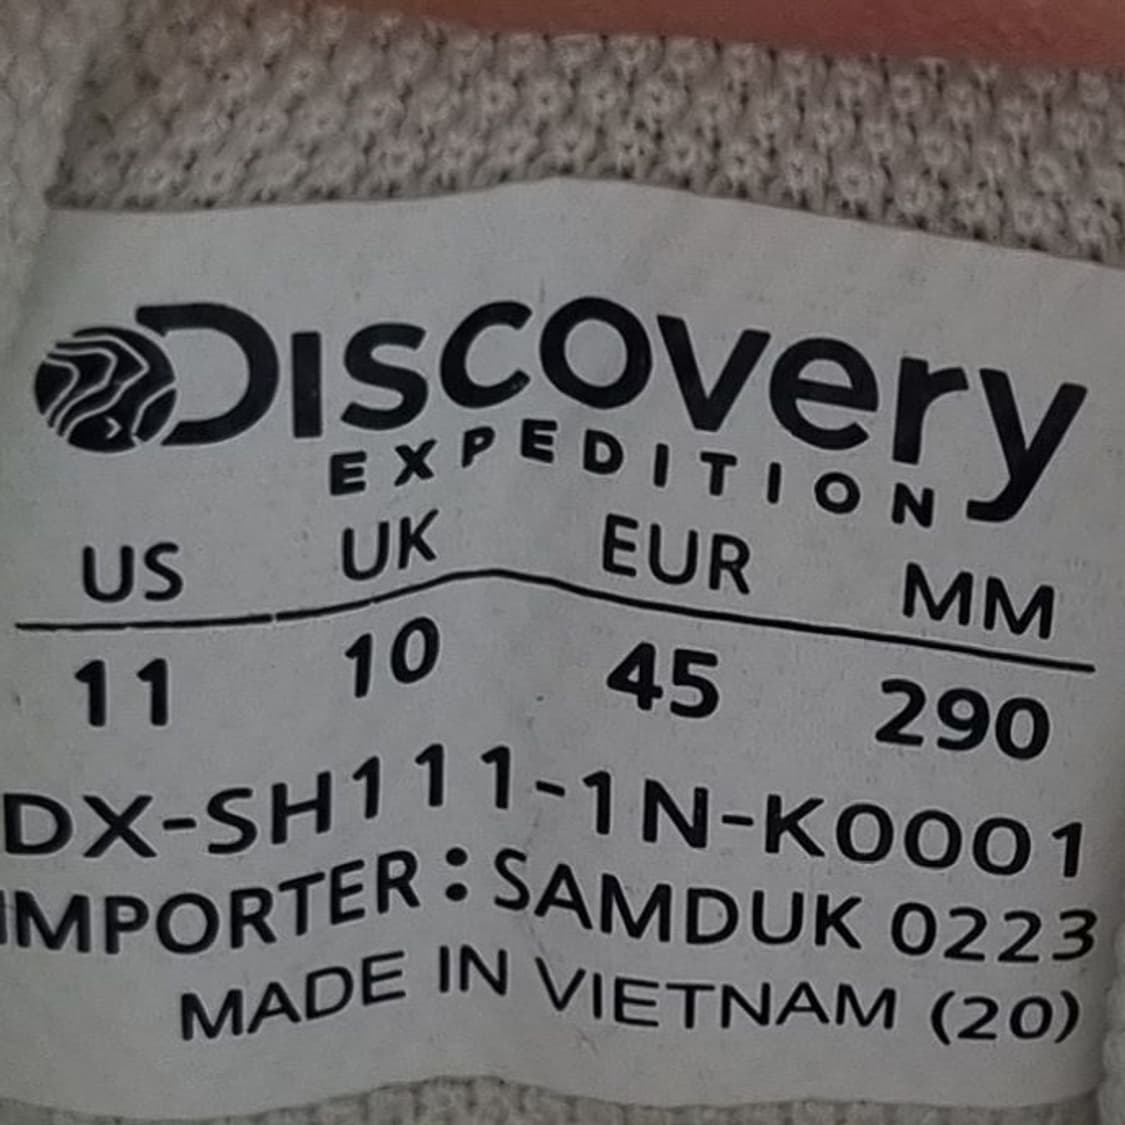 DISCOVERY
EXPEDITION
US UK EUR MM
11 10 45 290
DX-SH111-1N-K0001
IMPORTER : SAMDUK 0223
MADE IN VIETNAM (20)